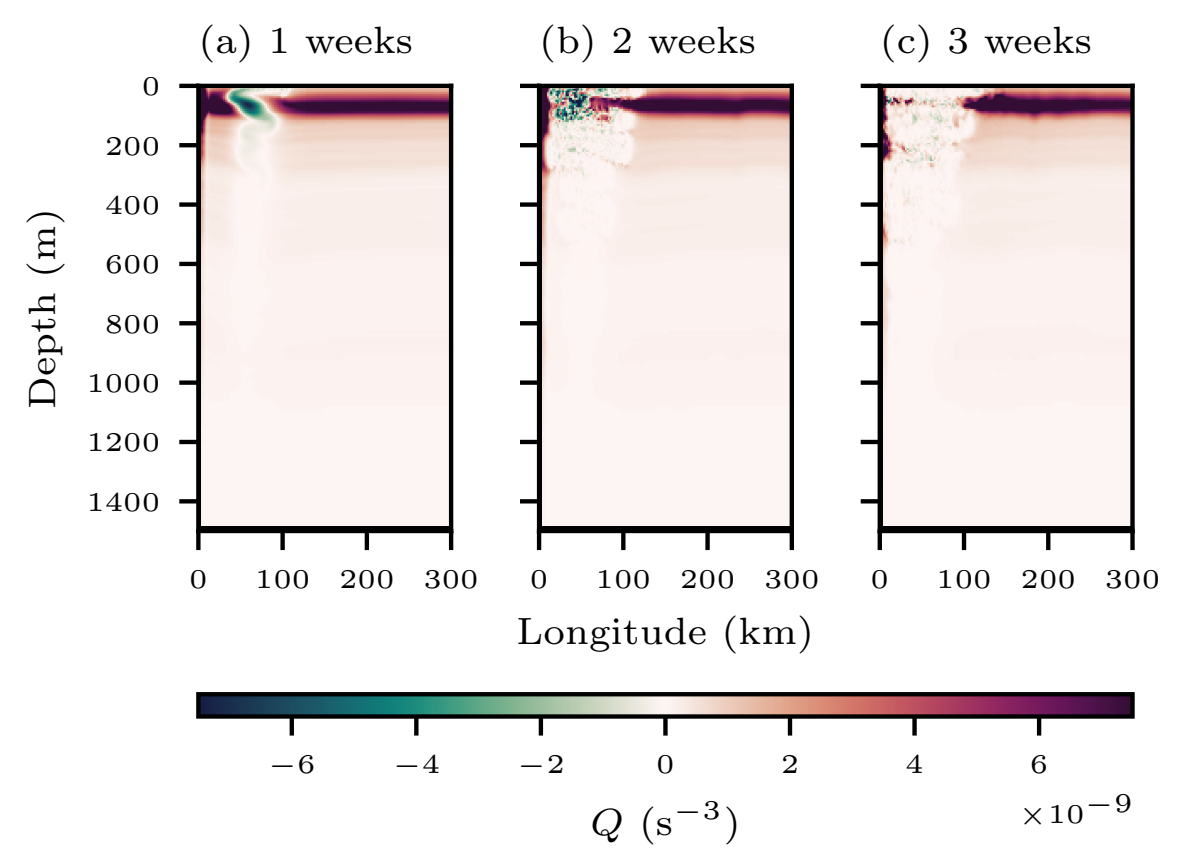 (a) 1 weeks
(b) 2 weeks
(c) 3 weeks
0
200
400
600
800
1000
1200
1400
Depth (m)
0 100 200 300
0 100 200 300
0 100 200 300
Longitude (km)
−6 −4 −2 0 2 4 6
×10⁻⁹
Q (s⁻³)